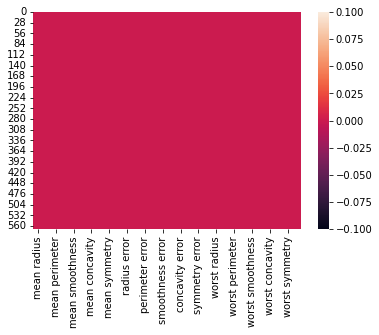 0
28
56
84
112
140
168
196
224
252
280
308
336
364
392
420
448
476
504
532
560
mean radius
mean perimeter
mean smoothness
mean concavity
mean symmetry
radius error
perimeter error
smoothness error
concavity error
symmetry error
worst radius
worst perimeter
worst smoothness
worst concavity
worst symmetry
0.100
0.075
0.050
0.025
0.000
−0.025
−0.050
−0.075
−0.100